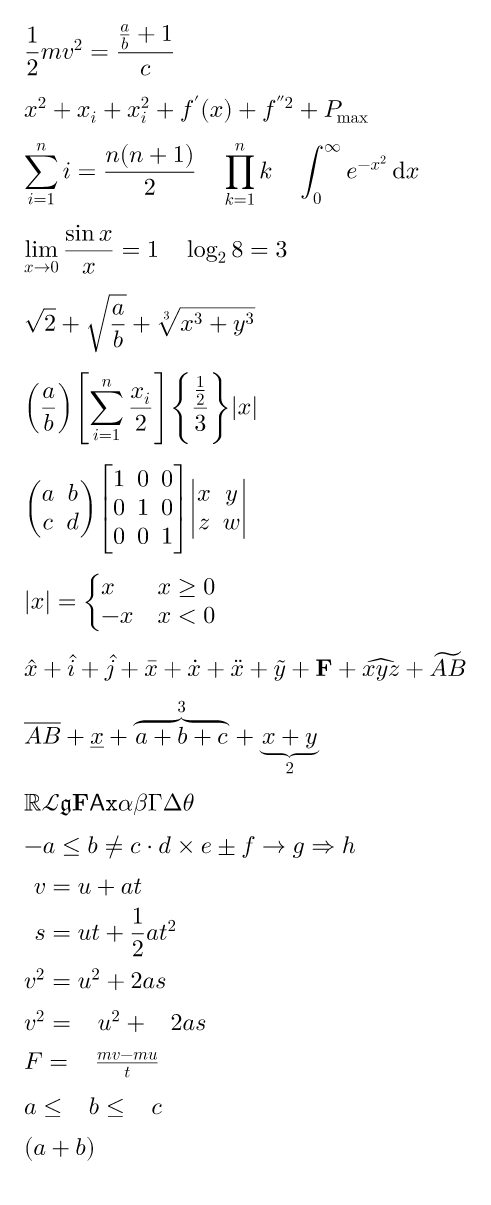 $\frac{1}{2}mv^2 = \frac{\frac{a}{b}+1}{c}$
$x^2 + x_i + x_i^2 + f^{'}(x) + f^{''2} + P_{\text{max}}$
$\sum_{i=1}^{n} i = \frac{n(n+1)}{2} \quad \prod_{k=1}^{n} k \quad \int_0^\infty e^{-x^2}\,\mathrm{d}x$
$\lim_{x\to 0} \frac{\sin x}{x} = 1 \quad \log_2 8 = 3$
$\sqrt{2} + \sqrt{\frac{a}{b}} + \sqrt[3]{x^3+y^3}$
$\left(\frac{a}{b}\right)\left[\sum_{i=1}^{n}\frac{x_i}{2}\right]\left\{\frac{\frac{1}{2}}{3}\right\}|x|$
$\begin{pmatrix} a & b \\ c & d \end{pmatrix}\begin{bmatrix} 1 & 0 & 0 \\ 0 & 1 & 0 \\ 0 & 0 & 1 \end{bmatrix}\begin{vmatrix} x & y \\ z & w \end{vmatrix}$
$|x| = \begin{cases} x & x \geq 0 \\ -x & x < 0 \end{cases}$
$\hat{x} + \hat{i} + \hat{j} + \bar{x} + \dot{x} + \ddot{x} + \tilde{y} + \mathbf{F} + \widehat{xyz} + \widetilde{AB}$
$\overline{AB} + \underline{x} + \overbrace{a+b+c}^{3} + \underbrace{x+y}_{2}$
$\mathbb{R}\mathcal{L}\mathfrak{g}\mathbf{F}\mathsf{A}\mathtt{x}\alpha\beta\Gamma\Delta\theta$
$-a \leq b \neq c \cdot d \times e \pm f \to g \Rightarrow h$
$v = u + at$
$s = ut + \frac{1}{2}at^2$
$v^2 = u^2 + 2as$
$v^2 = \quad u^2 + \quad 2as$
$F = \quad \frac{mv-mu}{t}$
$a \leq \quad b \leq \quad c$
$(a+b)$